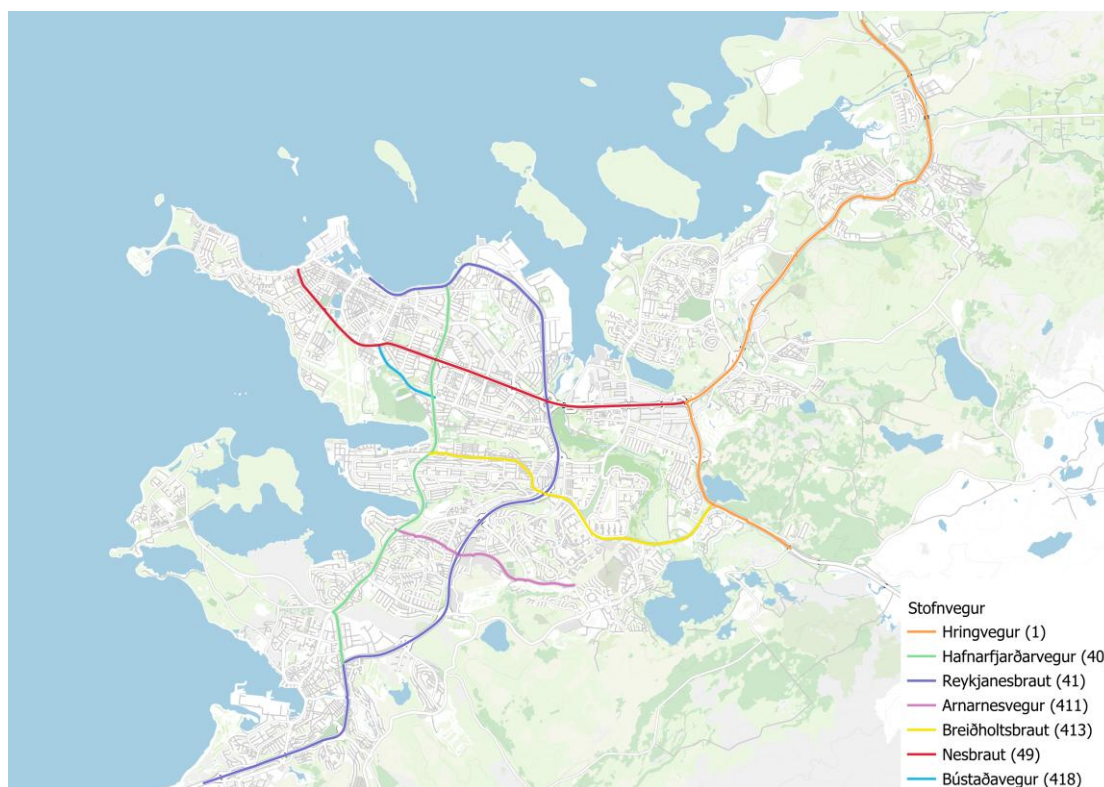 Stofnvegur
Hringvegur (1)
Hafnarfjarðarvegur (40
Reykjanesbraut (41)
Arnarnesvegur (411)
Breiðholtsbraut (413)
Nesbraut (49)
Bústaðavegur (418)